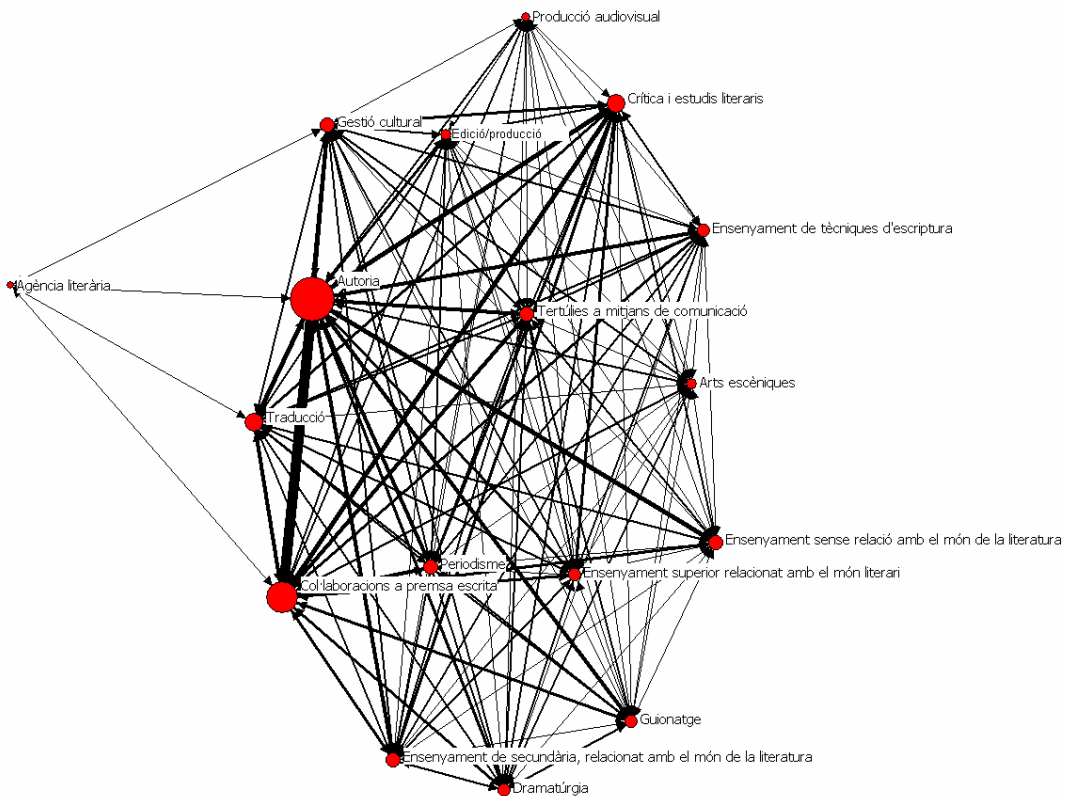 Producció audiovisual
Crítica i estudis literaris
Gestió cultural
Edició/producció
Ensenyament de tècniques d'escriptura
Autoria
Agència literària
Tertúlies a mitjans de comunicació
Arts escèniques
Traducció
Ensenyament sense relació amb el món de la literatura
Periodisme
Ensenyament superior relacionat amb el món literari
Col·laboracions a premsa escrita
Guionatge
Ensenyament de secundària, relacionat amb el món de la literatura
Dramatúrgia